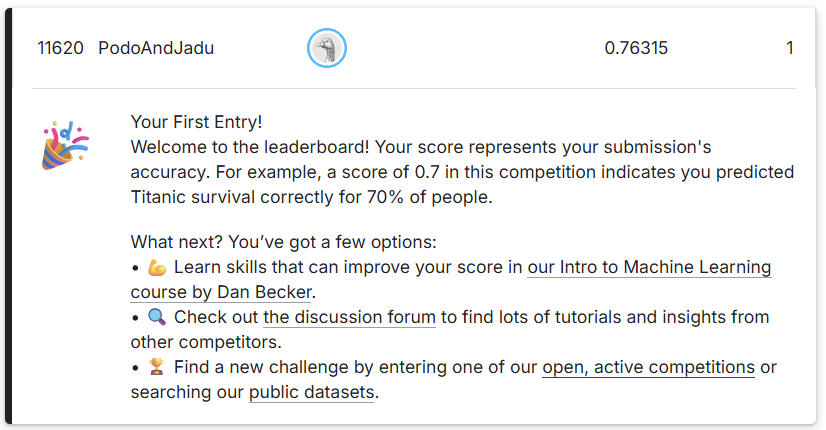 11620 PodoAndJadu 0.76315 1
Your First Entry!
Welcome to the leaderboard! Your score represents your submission's
accuracy. For example, a score of 0.7 in this competition indicates you predicted
Titanic survival correctly for 70% of people.
What next? You’ve got a few options:
• 💪 Learn skills that can improve your score in our Intro to Machine Learning
course by Dan Becker.
• 🔍 Check out the discussion forum to find lots of tutorials and insights from
other competitors.
• 🏆 Find a new challenge by entering one of our open, active competitions or
searching our public datasets.